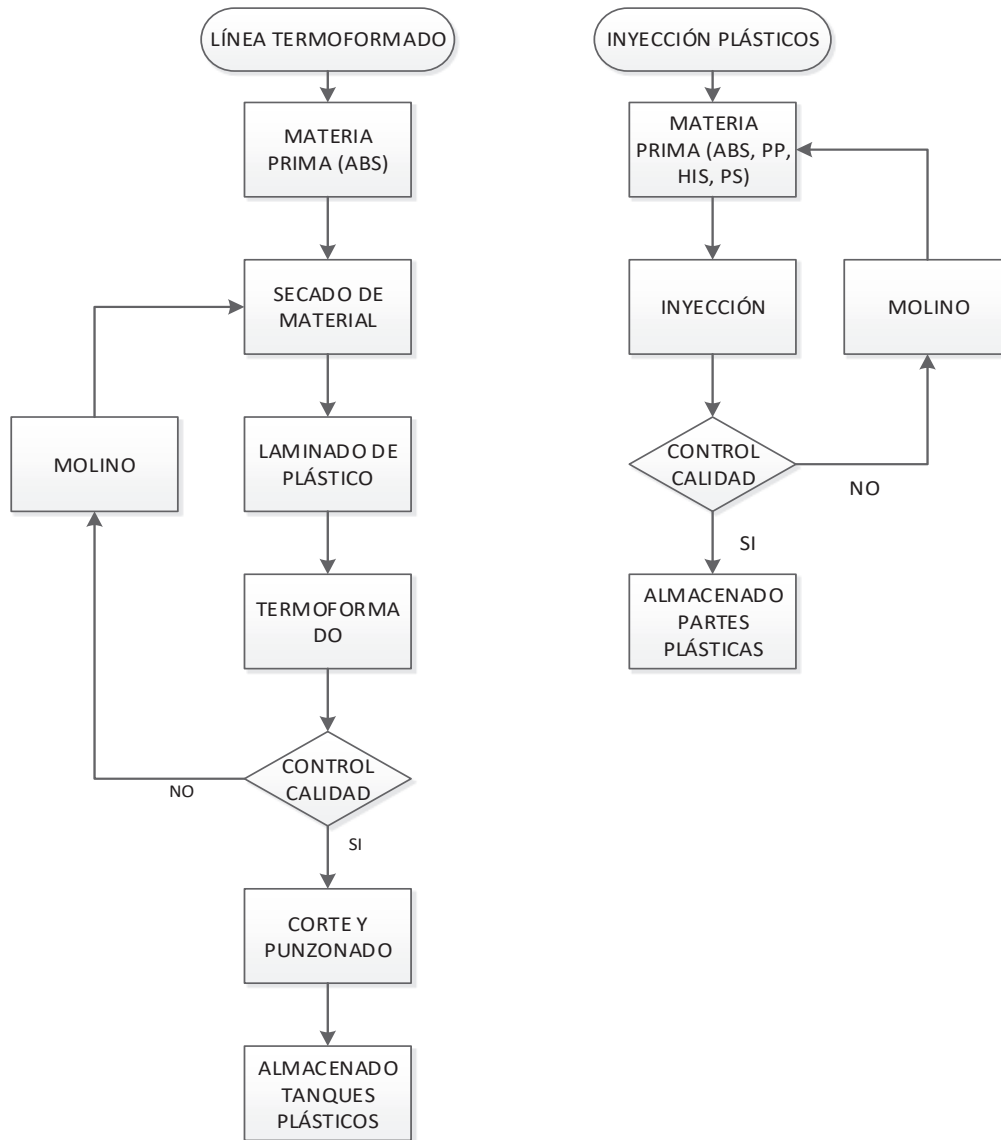 LÍNEA TERMOFORMADO
MATERIA
PRIMA (ABS)
SECADO DE
MATERIAL
MOLINO
LAMINADO DE
PLÁSTICO
TERMOFORMA
DO
CONTROL
CALIDAD
NO
SI
CORTE Y
PUNZONADO
ALMACENADO
TANQUES
PLÁSTICOS
INYECCIÓN PLÁSTICOS
MATERIA
PRIMA (ABS, PP,
HIS, PS)
INYECCIÓN
MOLINO
CONTROL
CALIDAD
NO
SI
ALMACENADO
PARTES
PLÁSTICAS